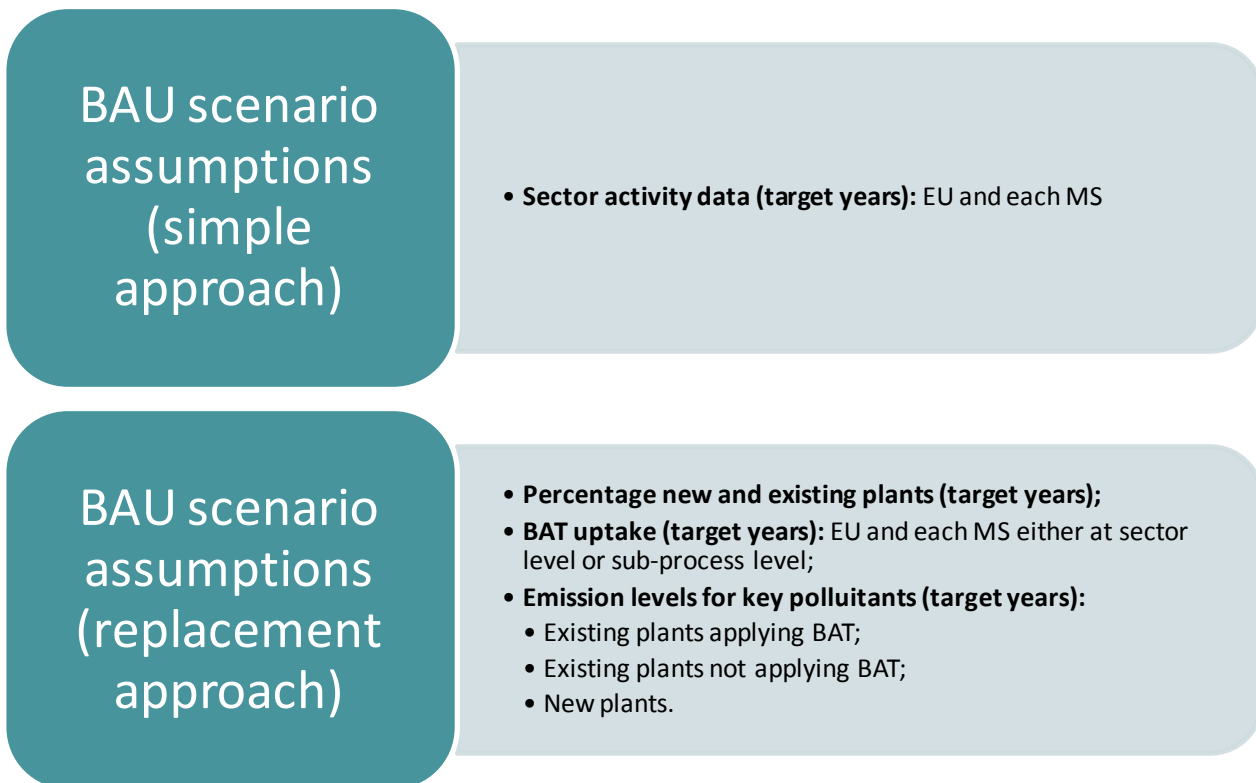 BAU scenario
assumptions
(simple
approach)
• Sector activity data (target years): EU and each MS
BAU scenario
assumptions
(replacement
approach)
• Percentage new and existing plants (target years);
• BAT uptake (target years): EU and each MS either at sector
level or sub-process level;
• Emission levels for key polluitants (target years):
• Existing plants applying BAT;
• Existing plants not applying BAT;
• New plants.